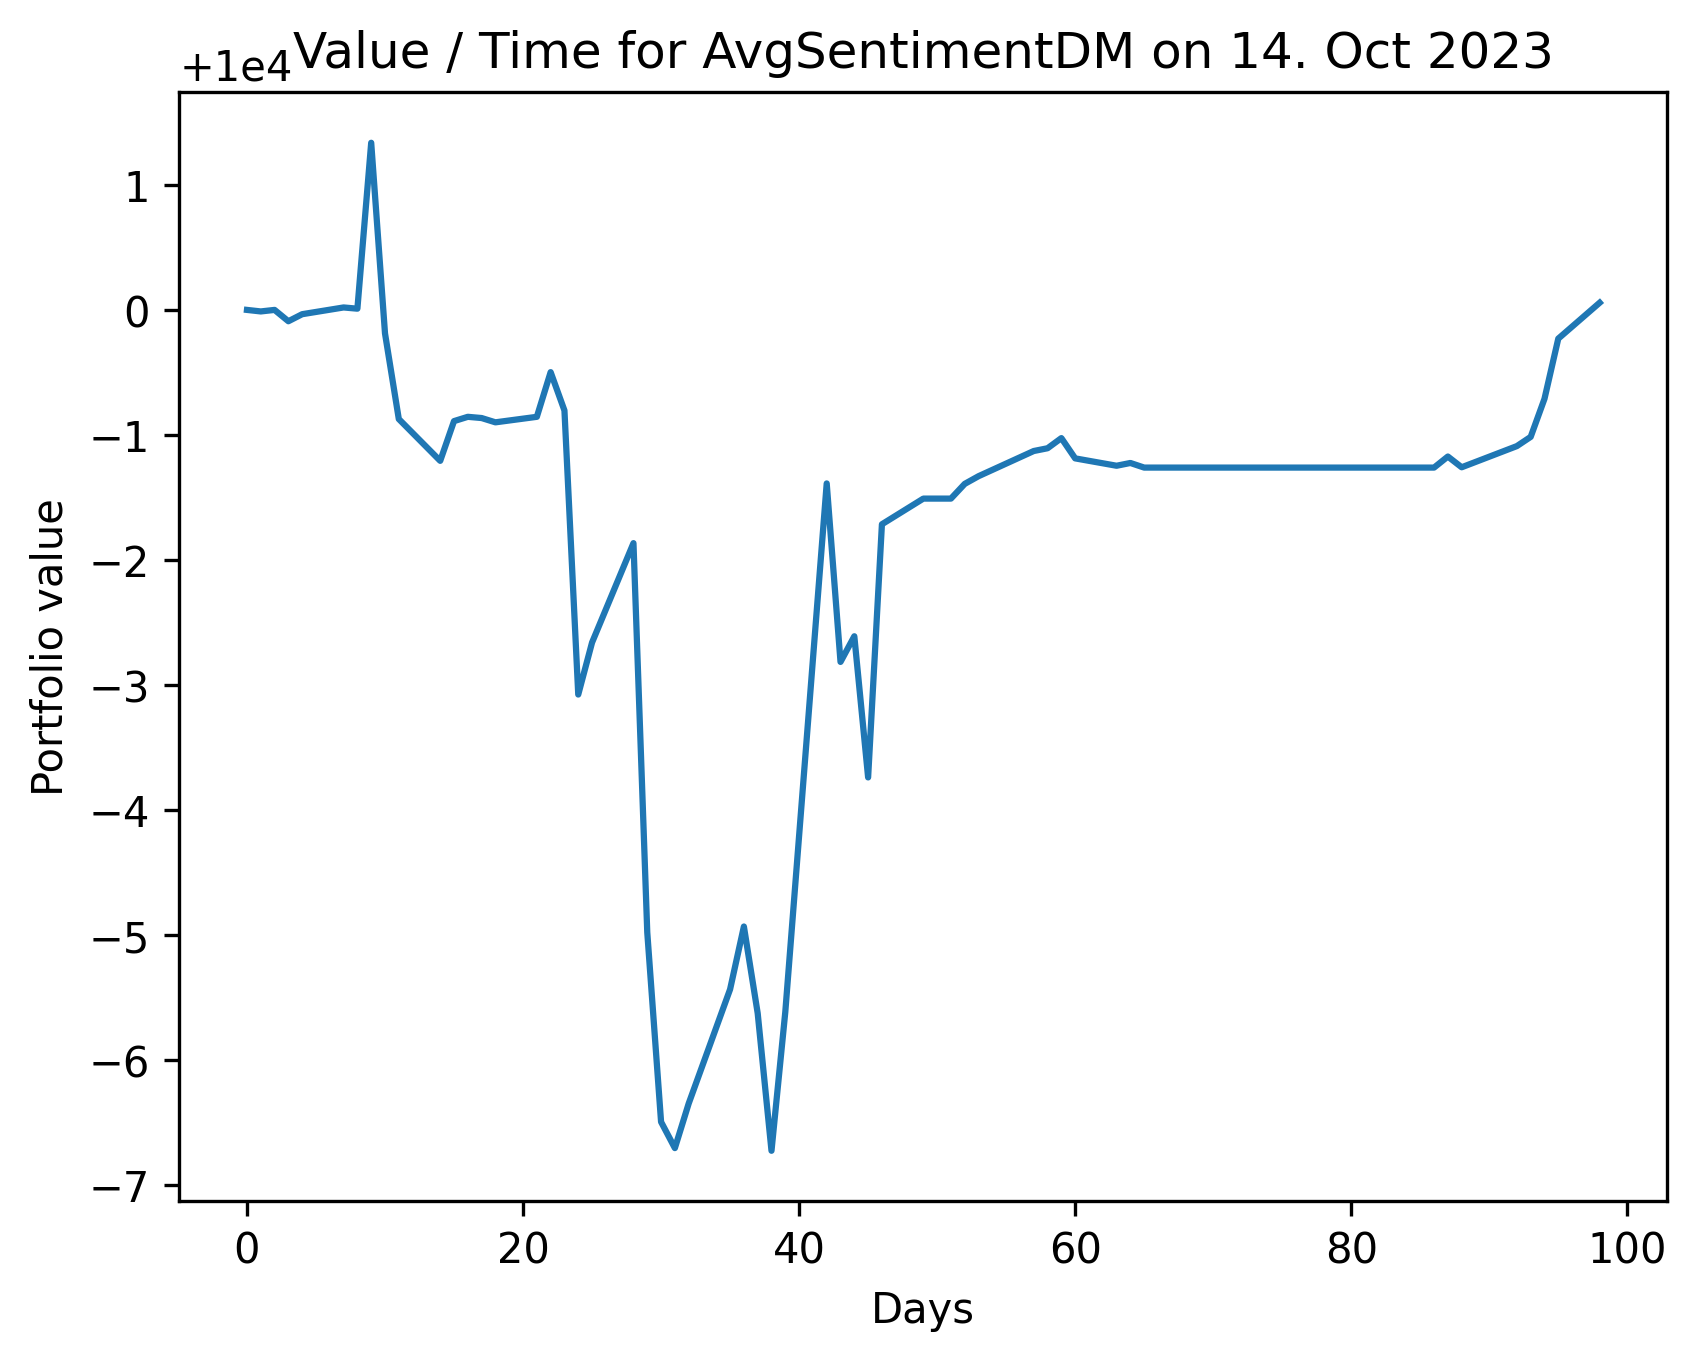 Value / Time for AvgSentimentDM on 14. Oct 2023
+1e4
1
0
−1
−2
−3
−4
−5
−6
−7
Portfolio value
0 20 40 60 80 100
Days